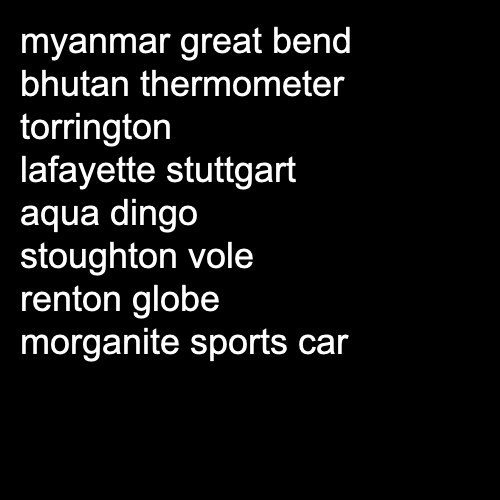 myanmar great bend
bhutan thermometer
torrington
lafayette stuttgart
aqua dingo
stoughton vole
renton globe
morganite sports car